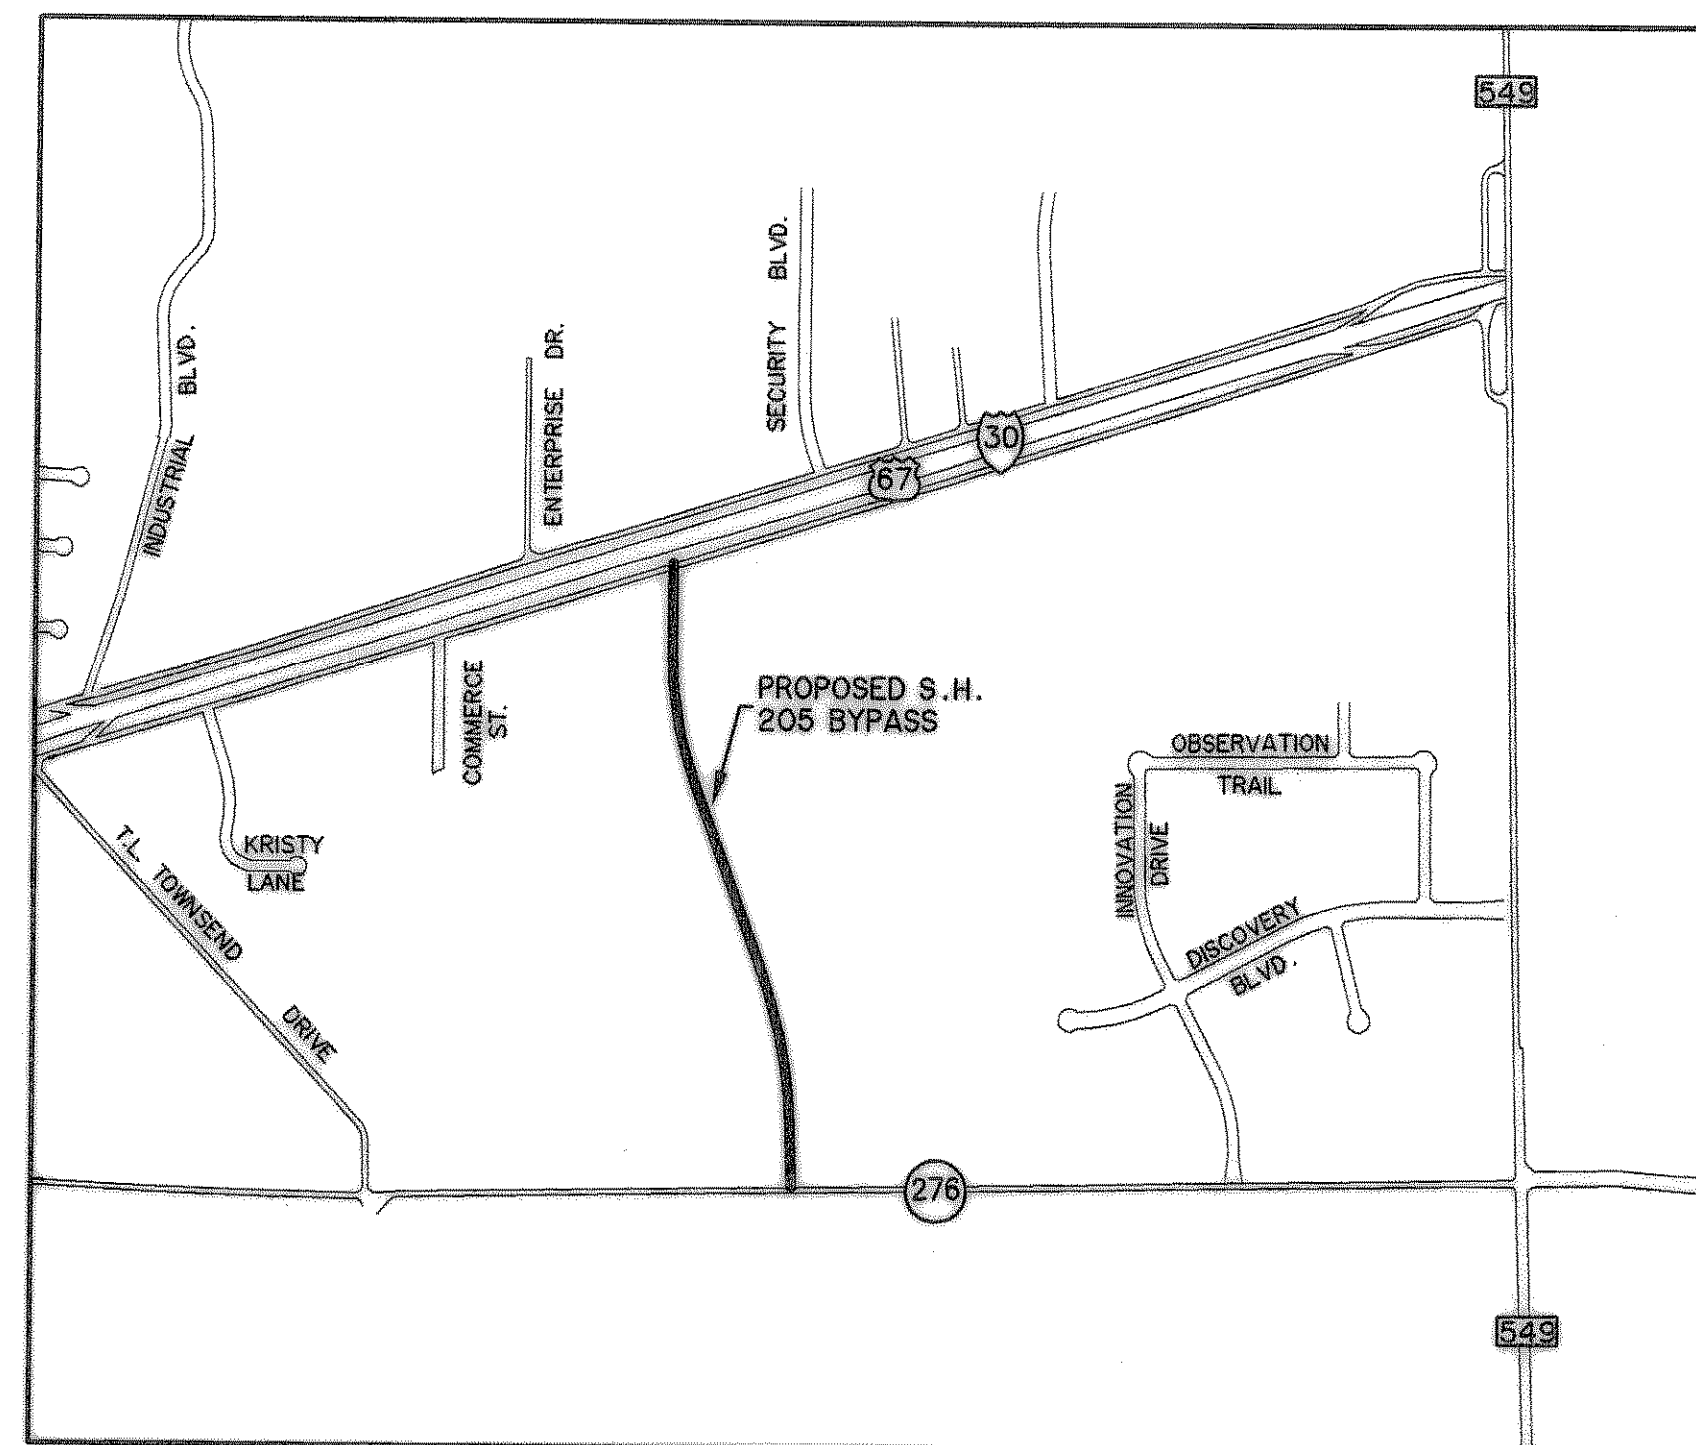 549
INDUSTRIAL BLVD.
ENTERPRISE DR.
SECURITY BLVD.
30
67
COMMERCE
ST.
PROPOSED S.H.
205 BYPASS
KRISTY
LANE
T.L. TOWNSEND DRIVE
OBSERVATION
TRAIL
INNOVATION
DRIVE
DISCOVERY
BLVD.
276
549